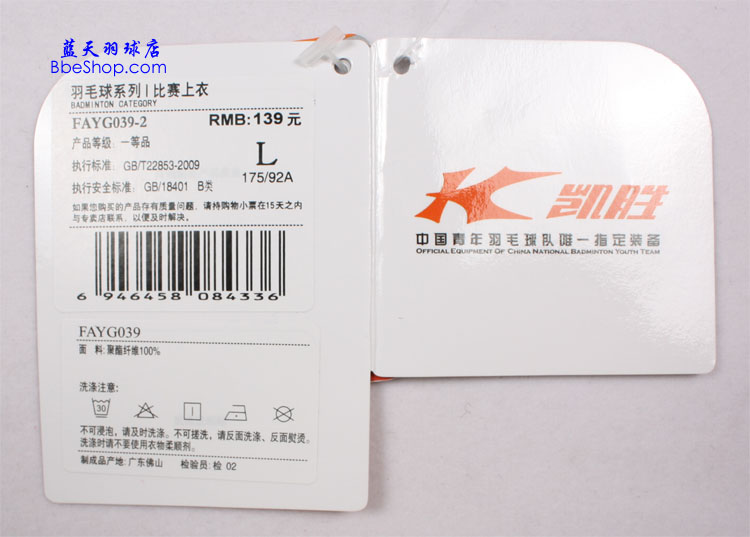 蓝天羽球店
BbeShop.com
羽毛球系列 | 比赛上衣
BADMINTON CATEGORY
FAYG039-2 RMB: 139 元
产品等级: 一等品
执行标准: GB/T22853-2009 L
175/92A
执行安全标准: GB/18401 B类
如果您购买的产品存有质量问题, 请持购物小票在15天之内
与专卖店联系, 以便及时解决。
6 946458 084336
FAYG039
面 料: 聚酯纤维100%
洗涤注意:
30
不可浸泡, 请及时洗涤。不可搓洗, 请反面洗涤、反面熨烫。
洗涤时请不要使用衣物柔顺剂。
制成品产地: 广东佛山 检验员: 检 02
凯胜
中国青年羽毛球队唯一指定装备
OFFICIAL EQUIPMENT OF CHINA NATIONAL BADMINTON YOUTH TEAM